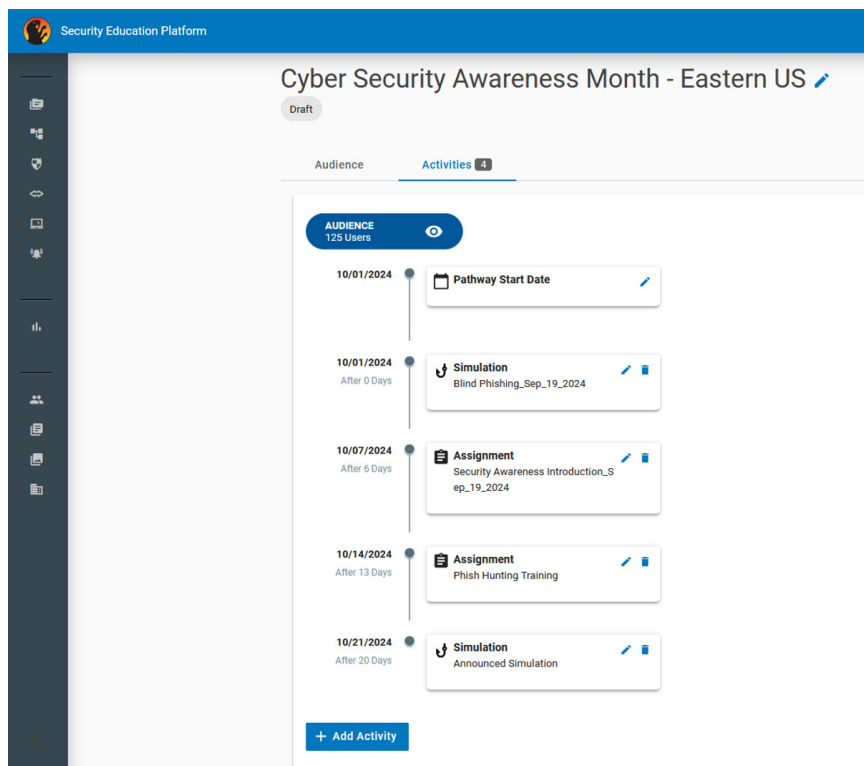 Security Education Platform
Cyber Security Awareness Month - Eastern US
Draft
Audience
Activities 4
AUDIENCE
125 Users
10/01/2024
Pathway Start Date
10/01/2024
After 0 Days
Simulation
Blind Phishing_Sep_19_2024
10/07/2024
After 6 Days
Assignment
Security Awareness Introduction_S
ep_19_2024
10/14/2024
After 13 Days
Assignment
Phish Hunting Training
10/21/2024
After 20 Days
Simulation
Announced Simulation
+ Add Activity